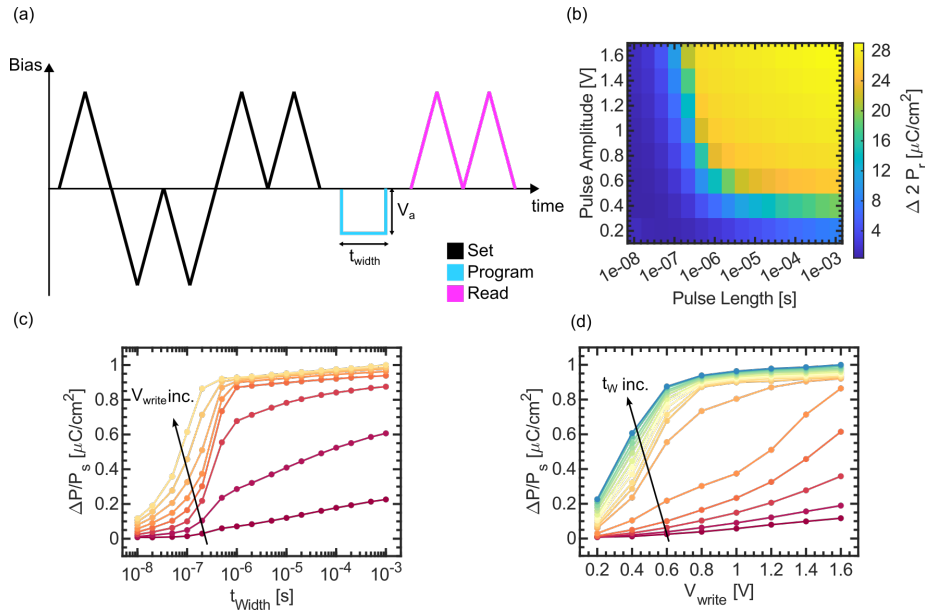 (a)
Bias
time
V_a
t_width
Set
Program
Read
(b)
1.6
1.4
1.2
1
0.8
0.6
0.4
0.2
Pulse Amplitude [V]
1e-08
1e-07
1e-06
1e-05
1e-04
1e-03
Pulse Length [s]
28
24
20
16
12
8
4
Δ 2 P_r [μC/cm²]
(c)
1
0.8
0.6
0.4
0.2
0
ΔP/P_s [μC/cm²]
V_write inc.
10⁻⁸
10⁻⁷
10⁻⁶
10⁻⁵
10⁻⁴
10⁻³
t_Width [s]
(d)
1
0.8
0.6
0.4
0.2
0
ΔP/P_s [μC/cm²]
t_W inc.
0.2
0.4
0.6
0.8
1
1.2
1.4
1.6
V_write [V]